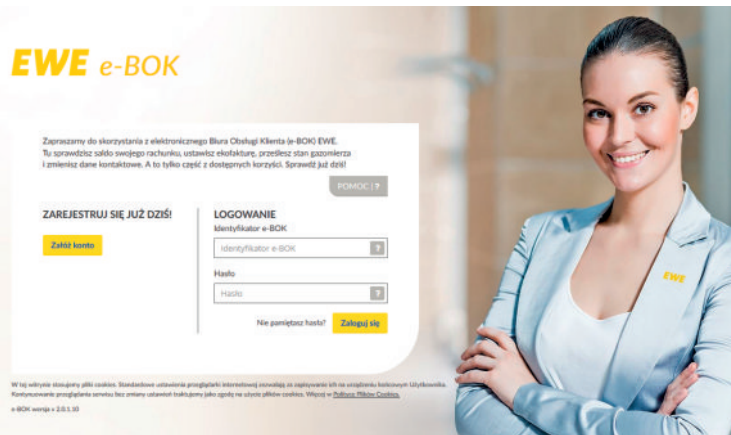 EWE e-BOK
Zapraszamy do skorzystania z elektronicznego Biura Obsługi Klienta (e-BOK) EWE.
Tu sprawdzisz saldo swojego rachunku, ustawisz ekofakturę, prześlesz stan gazomierza
i zmienisz dane kontaktowe. A to tylko część z dostępnych korzyści. Sprawdź już dziś!
POMOC | ?
ZAREJESTRUJ SIĘ JUŻ DZIŚ!
Załóż konto
LOGOWANIE
Identyfikator e-BOK
Identyfikator e-BOK ?
Hasło
Hasło ?
Nie pamiętasz hasła? Zaloguj się
EWE
W tej witrynie stosujemy pliki cookies. Standardowe ustawienia przeglądarki internetowej zezwalają na zapisywanie ich na urządzeniu końcowym Użytkownika.
Kontynuowanie przeglądania serwisu bez zmiany ustawień traktujemy jako zgodę na użycie plików cookies. Więcej w Polityce Plików Cookies.
e-BOK wersja v 2.0.1.10